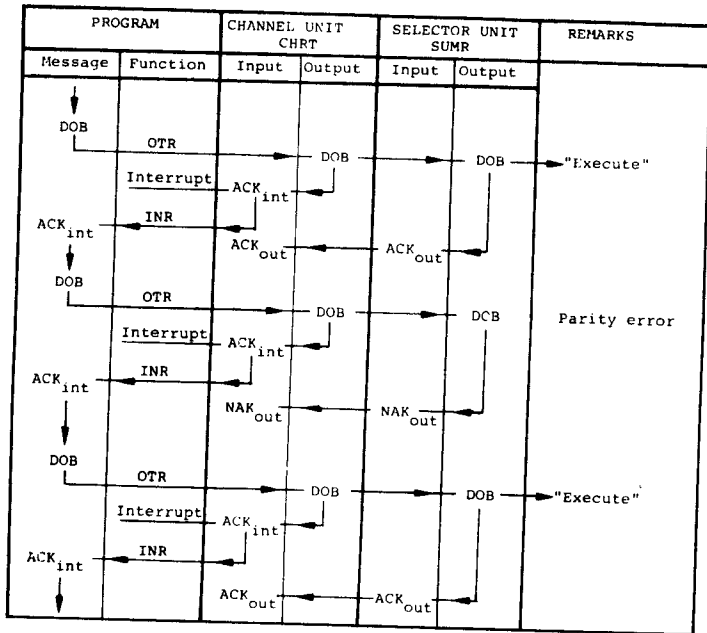 PROGRAM CHANNEL UNIT CHRT SELECTOR UNIT SUMR REMARKS
Message Function Input Output Input Output
DOB
OTR DOB DOB "Execute"
Interrupt ACKint
ACKint INR
ACKout ACKout
DOB
OTR DOB DCB Parity error
Interrupt ACKint
ACKint INR
NAKout NAKout
DOB
OTR DOB DOB "Execute"
Interrupt ACKint
ACKint INR
ACKout ACKout